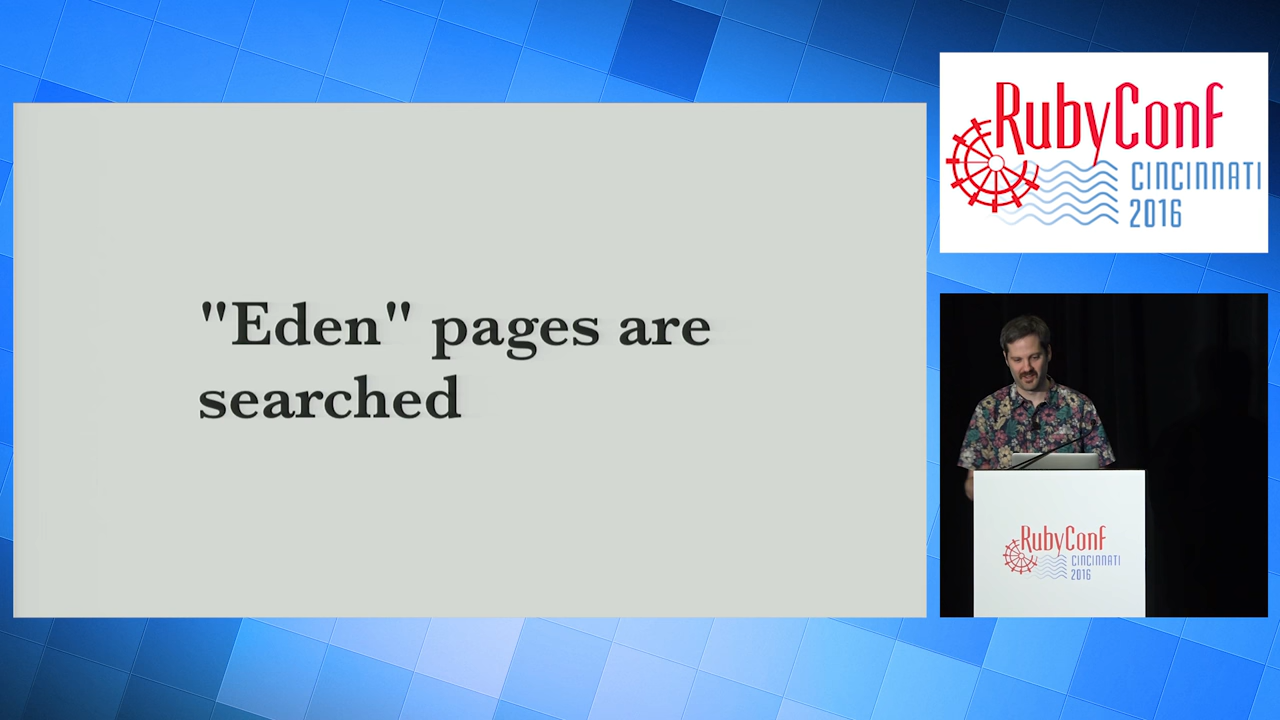 "Eden" pages are
searched
RubyConf
CINCINNATI
2016
RubyConf
CINCINNATI
2016